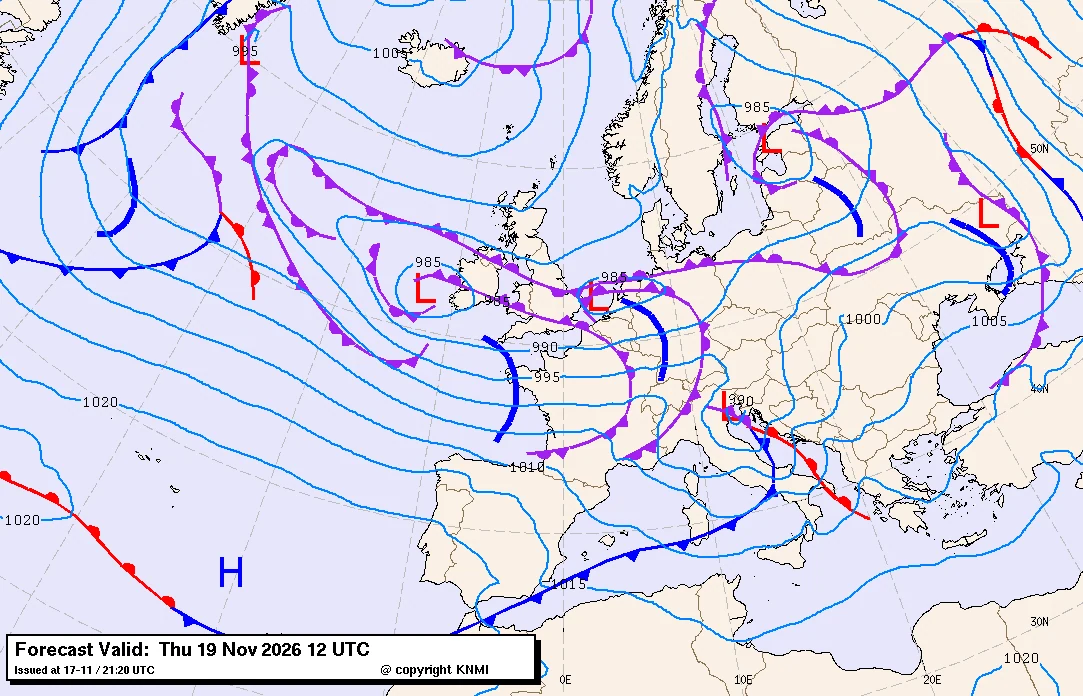 995
L
1005
985
L
50N
L
985
L
985
L
985
1000
1005
990
995
40N
L
990
1020
1010
1020
H
1015
30N
Forecast Valid: Thu 19 Nov 2026 12 UTC
Issued at 17-11 / 21:20 UTC @ copyright KNMI
1020
0E
10E
20E